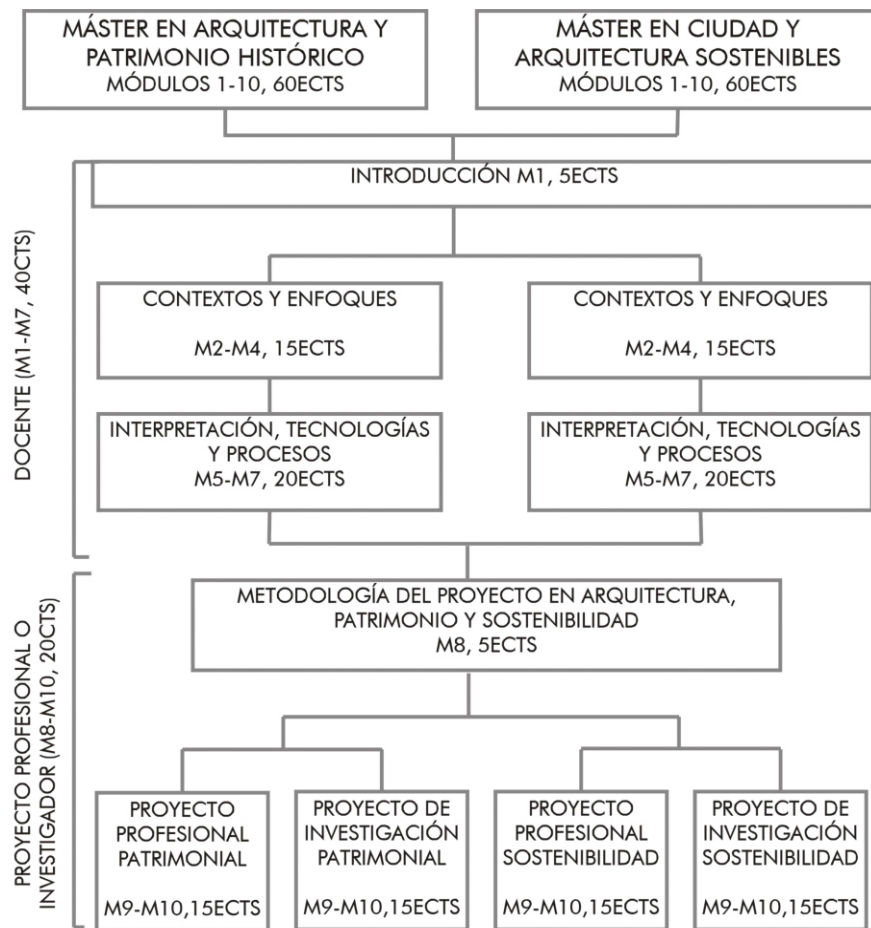 MÁSTER EN ARQUITECTURA Y
PATRIMONIO HISTÓRICO
MÓDULOS 1-10, 60ECTS
MÁSTER EN CIUDAD Y
ARQUITECTURA SOSTENIBLES
MÓDULOS 1-10, 60ECTS
DOCENTE (M1-M7, 40CTS)
INTRODUCCIÓN M1, 5ECTS
CONTEXTOS Y ENFOQUES
M2-M4, 15ECTS
CONTEXTOS Y ENFOQUES
M2-M4, 15ECTS
INTERPRETACIÓN, TECNOLOGÍAS
Y PROCESOS
M5-M7, 20ECTS
INTERPRETACIÓN, TECNOLOGÍAS
Y PROCESOS
M5-M7, 20ECTS
PROYECTO PROFESIONAL O
INVESTIGADOR (M8-M10, 20CTS)
METODOLOGÍA DEL PROYECTO EN ARQUITECTURA,
PATRIMONIO Y SOSTENIBILIDAD
M8, 5ECTS
PROYECTO
PROFESIONAL
PATRIMONIAL
M9-M10,15ECTS
PROYECTO DE
INVESTIGACIÓN
PATRIMONIAL
M9-M10,15ECTS
PROYECTO
PROFESIONAL
SOSTENIBILIDAD
M9-M10,15ECTS
PROYECTO DE
INVESTIGACIÓN
SOSTENIBILIDAD
M9-M10,15ECTS